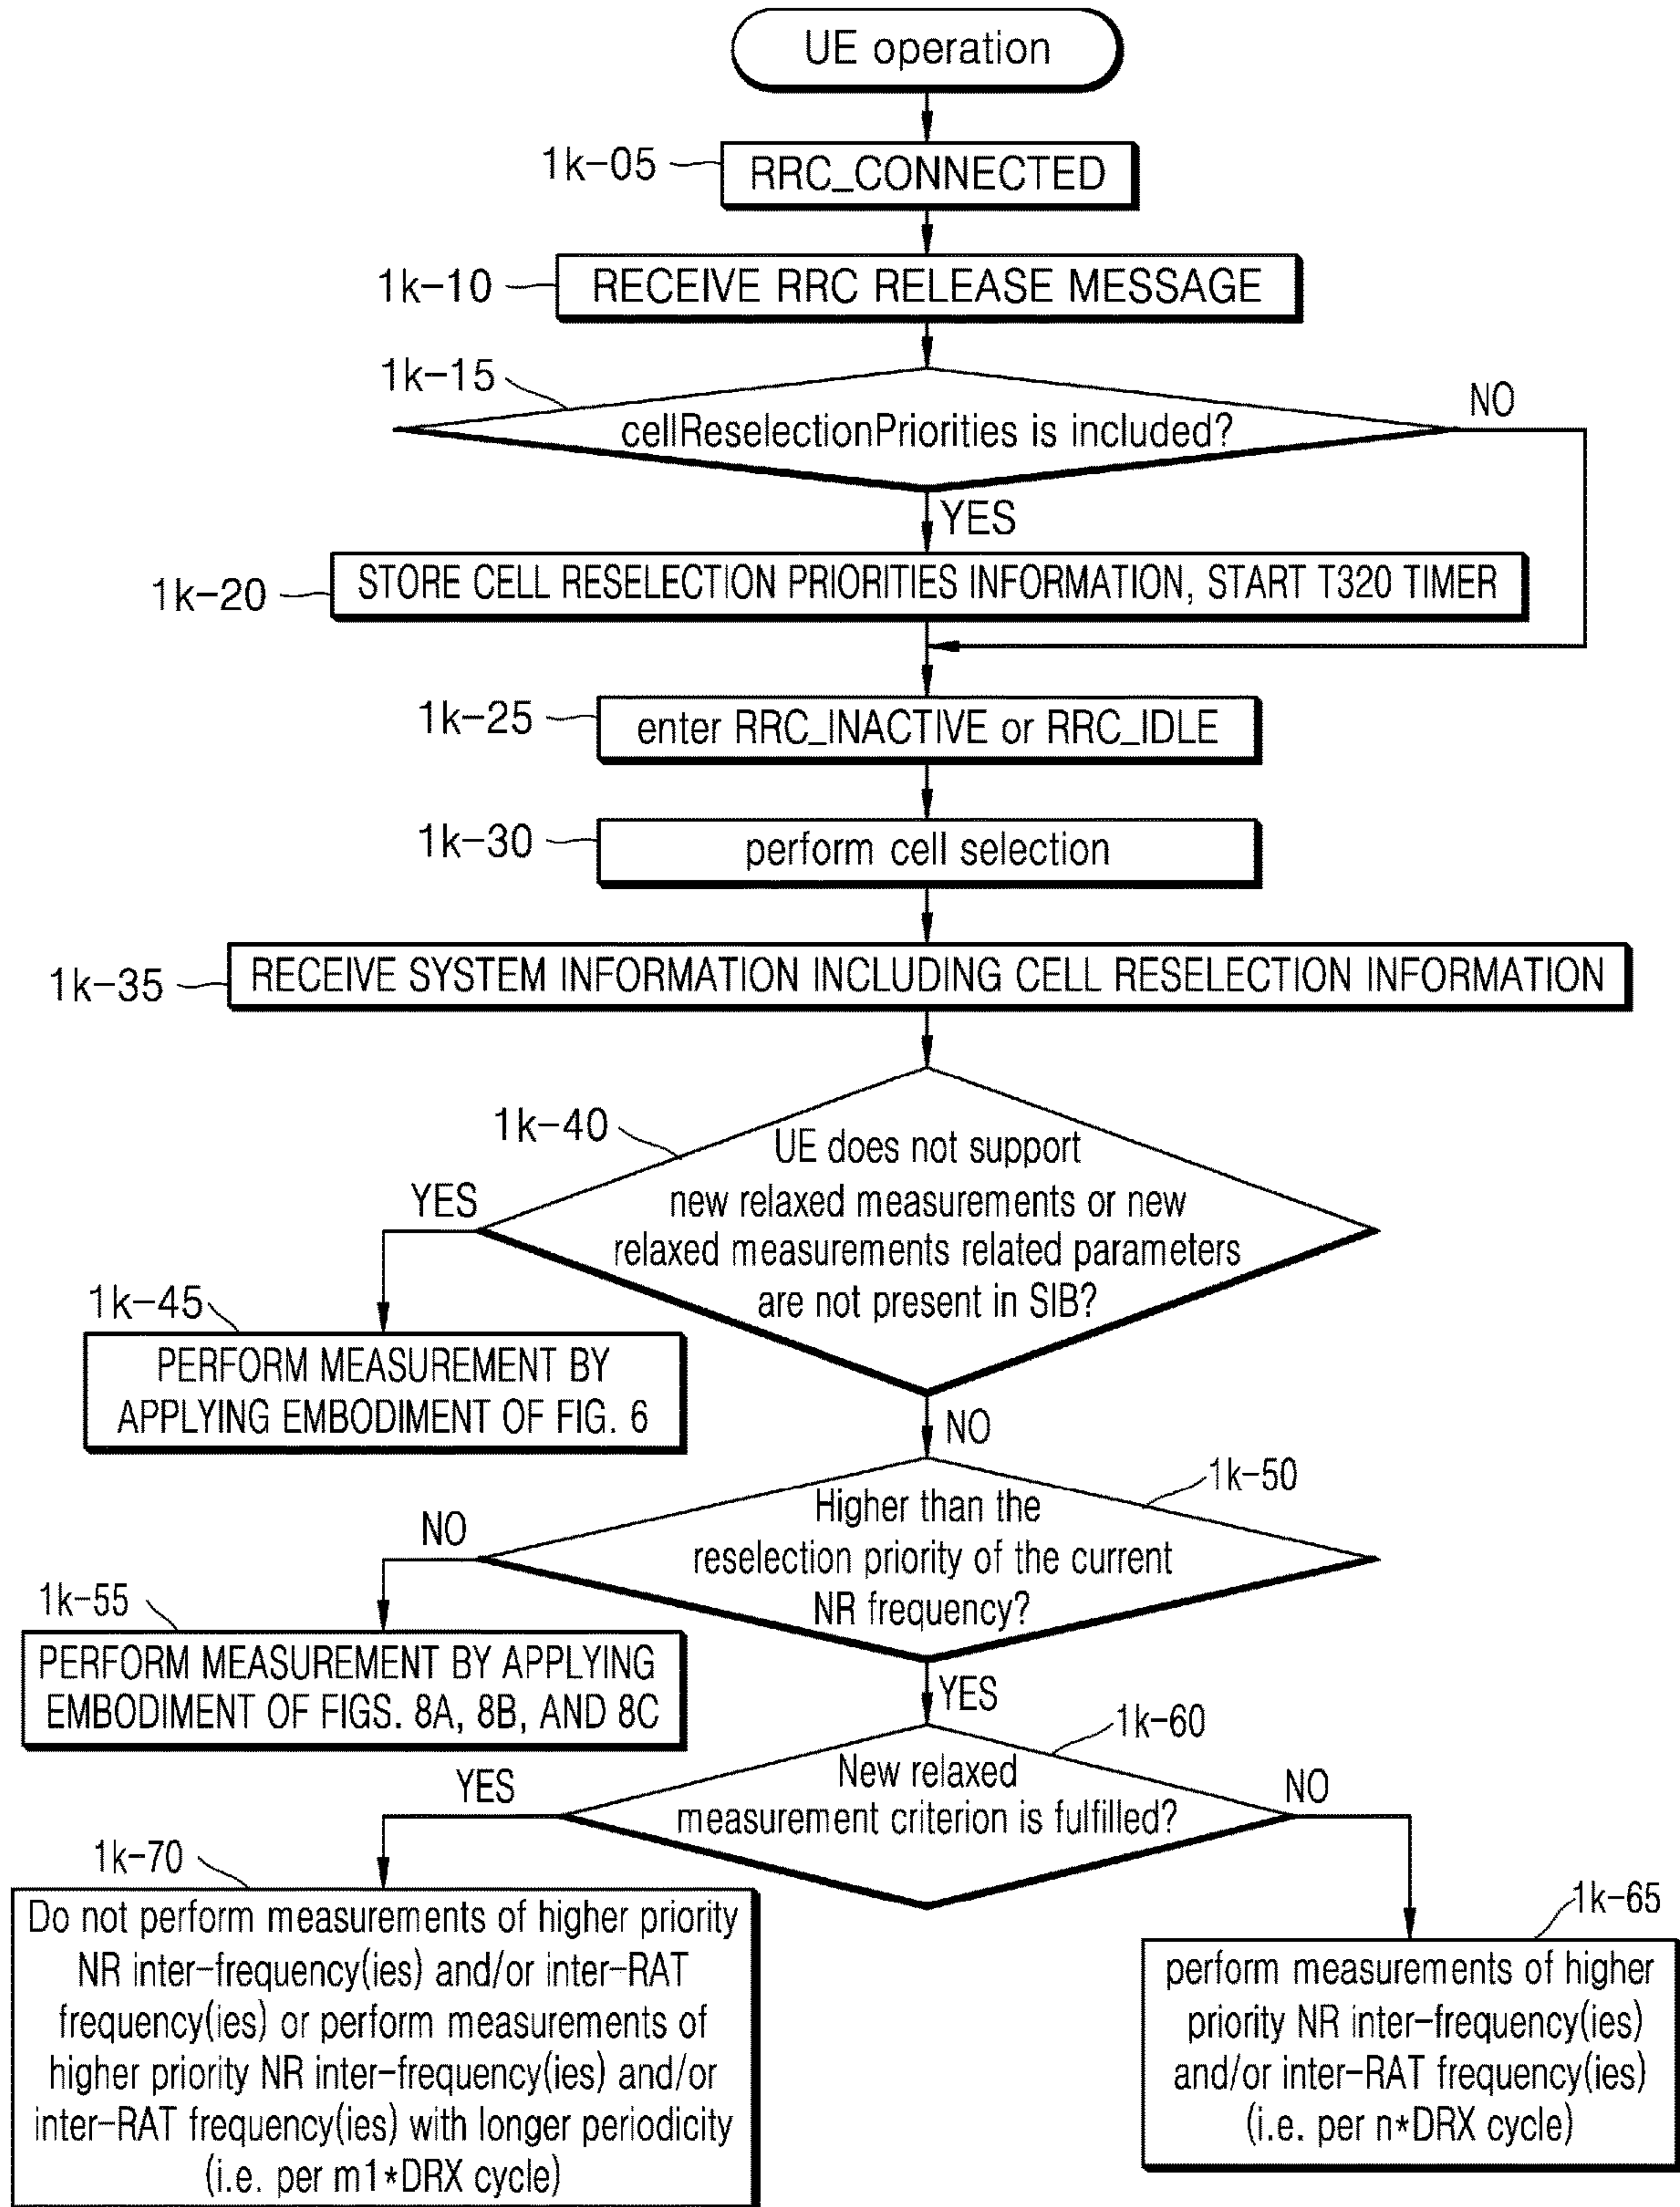 UE operation
1k-05
RRC_CONNECTED
1k-10
RECEIVE RRC RELEASE MESSAGE
1k-15
NO
cellReselectionPriorities is included?
YES
1k-20
STORE CELL RESELECTION PRIORITIES INFORMATION, START T320 TIMER
1k-25
enter RRC_INACTIVE or RRC_IDLE
1k-30
perform cell selection
1k-35
RECEIVE SYSTEM INFORMATION INCLUDING CELL RESELECTION INFORMATION
1k-40
UE does not support
new relaxed measurements or new
relaxed measurements related parameters
are not present in SIB?
YES
1k-45
PERFORM MEASUREMENT BY
APPLYING EMBODIMENT OF FIG. 6
NO
1k-50
Higher than the
reselection priority of the current
NR frequency?
NO
1k-55
PERFORM MEASUREMENT BY APPLYING
EMBODIMENT OF FIGS. 8A, 8B, AND 8C
YES
1k-60
New relaxed
measurement criterion is fulfilled?
YES
NO
1k-70
Do not perform measurements of higher priority
NR inter-frequency(ies) and/or inter-RAT
frequency(ies) or perform measurements of
higher priority NR inter-frequency(ies) and/or
inter-RAT frequency(ies) with longer periodicity
(i.e. per m1*DRX cycle)
1k-65
perform measurements of higher
priority NR inter-frequency(ies)
and/or inter-RAT frequency(ies)
(i.e. per n*DRX cycle)